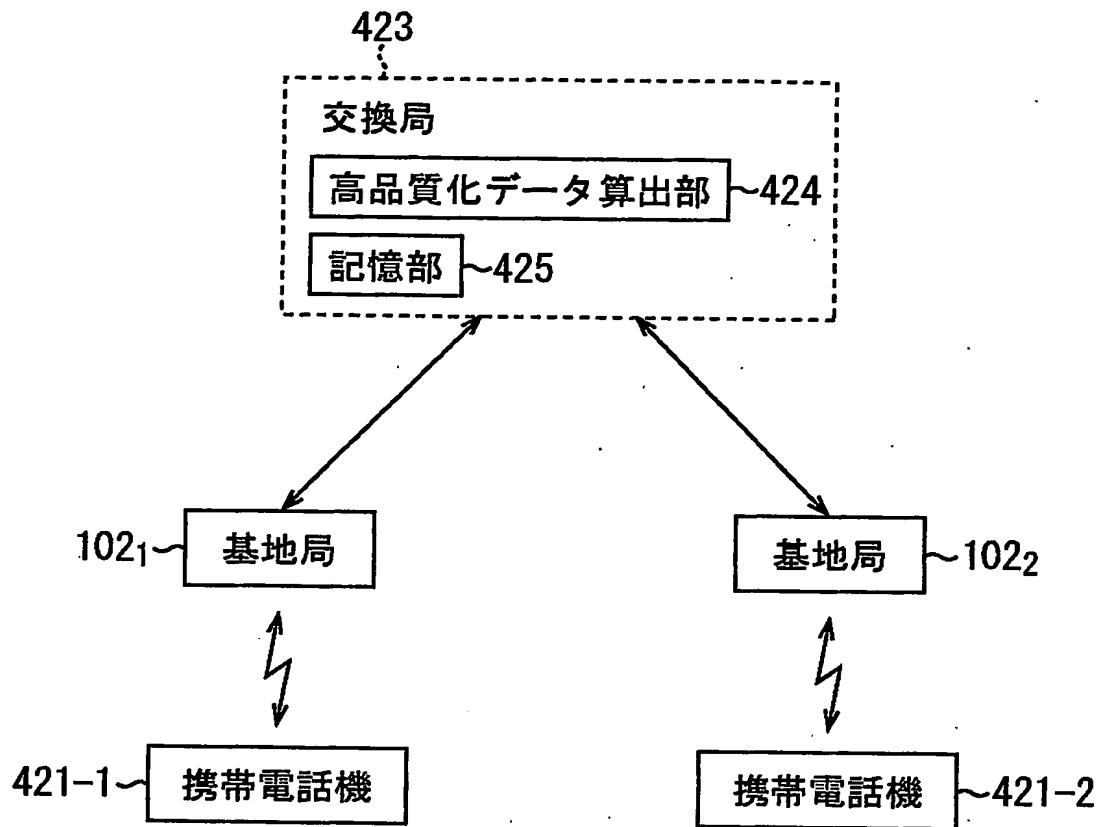 423
交換局
高品質化データ算出部 424
記憶部 425
102₁ 基地局
基地局 102₂
421-1 携帯電話機
携帯電話機 421-2